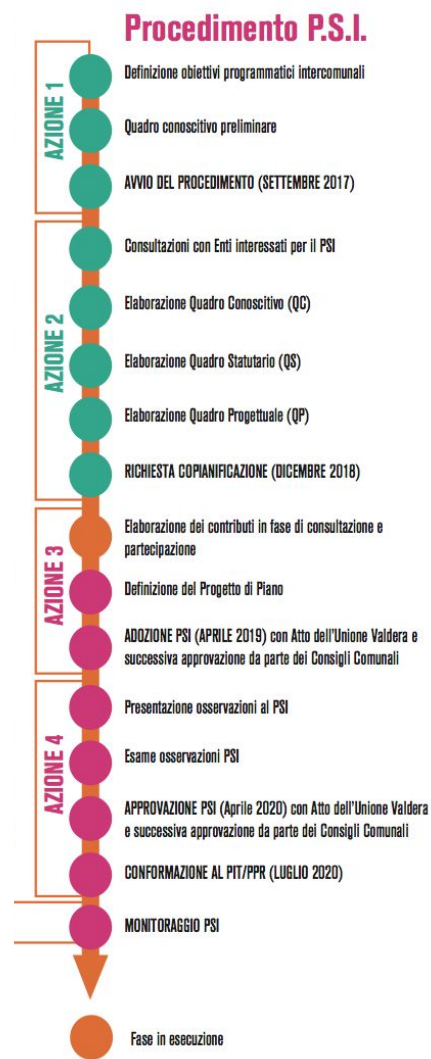 Procedimento P.S.I.
AZIONE 1
Definizione obiettivi programmatici intercomunali
Quadro conoscitivo preliminare
AVVIO DEL PROCEDIMENTO (SETTEMBRE 2017)
AZIONE 2
Consultazioni con Enti interessati per il PSI
Elaborazione Quadro Conoscitivo (QC)
Elaborazione Quadro Statutario (QS)
Elaborazione Quadro Progettuale (QP)
RICHIESTA COPIANIFICAZIONE (DICEMBRE 2018)
AZIONE 3
Elaborazione dei contributi in fase di consultazione e
partecipazione
Definizione del Progetto di Piano
ADOZIONE PSI (APRILE 2019) con Atto dell'Unione Valdera e
successiva approvazione da parte dei Consigli Comunali
AZIONE 4
Presentazione osservazioni al PSI
Esame osservazioni PSI
APPROVAZIONE PSI (Aprile 2020) con Atto dell'Unione Valdera
e successiva approvazione da parte dei Consigli Comunali
CONFORMAZIONE AL PIT/PPR (LUGLIO 2020)
MONITORAGGIO PSI
Fase in esecuzione